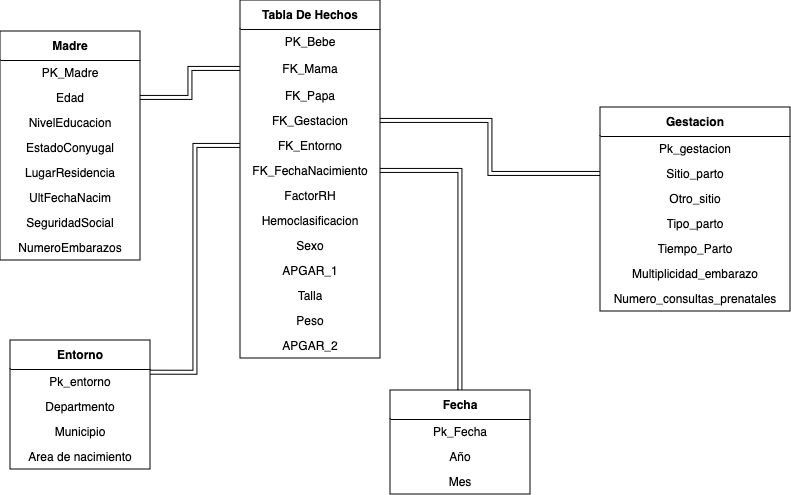 Tabla De Hechos
PK_Bebe
FK_Mama
FK_Papa
FK_Gestacion
FK_Entorno
FK_FechaNacimiento
FactorRH
Hemoclasificacion
Sexo
APGAR_1
Talla
Peso
APGAR_2
Madre
PK_Madre
Edad
NivelEducacion
EstadoConyugal
LugarResidencia
UltFechaNacim
SeguridadSocial
NumeroEmbarazos
Gestacion
Pk_gestacion
Sitio_parto
Otro_sitio
Tipo_parto
Tiempo_Parto
Multiplicidad_embarazo
Numero_consultas_prenatales
Entorno
Pk_entorno
Departmento
Municipio
Area de nacimiento
Fecha
Pk_Fecha
Año
Mes